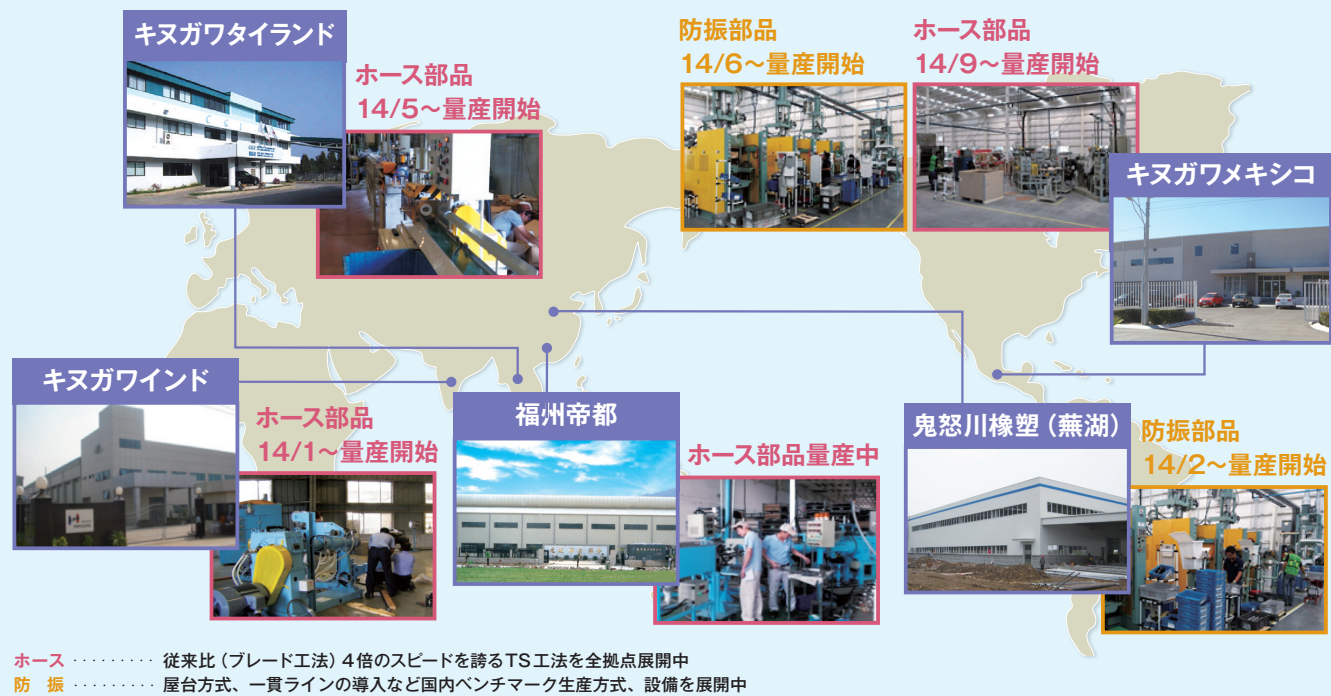 キヌガワタイランド
ホース部品
14/5～量産開始
防振部品
14/6～量産開始
ホース部品
14/9～量産開始
キヌガワメキシコ
キヌガワインド
ホース部品
14/1～量産開始
福州帝都
ホース部品量産中
鬼怒川橡塑（蕪湖）
防振部品
14/2～量産開始
ホース ········· 従来比（ブレード工法）4倍のスピードを誇るTS工法を全拠点展開中
防 振 ········· 屋台方式、一貫ラインの導入など国内ベンチマーク生産方式、設備を展開中